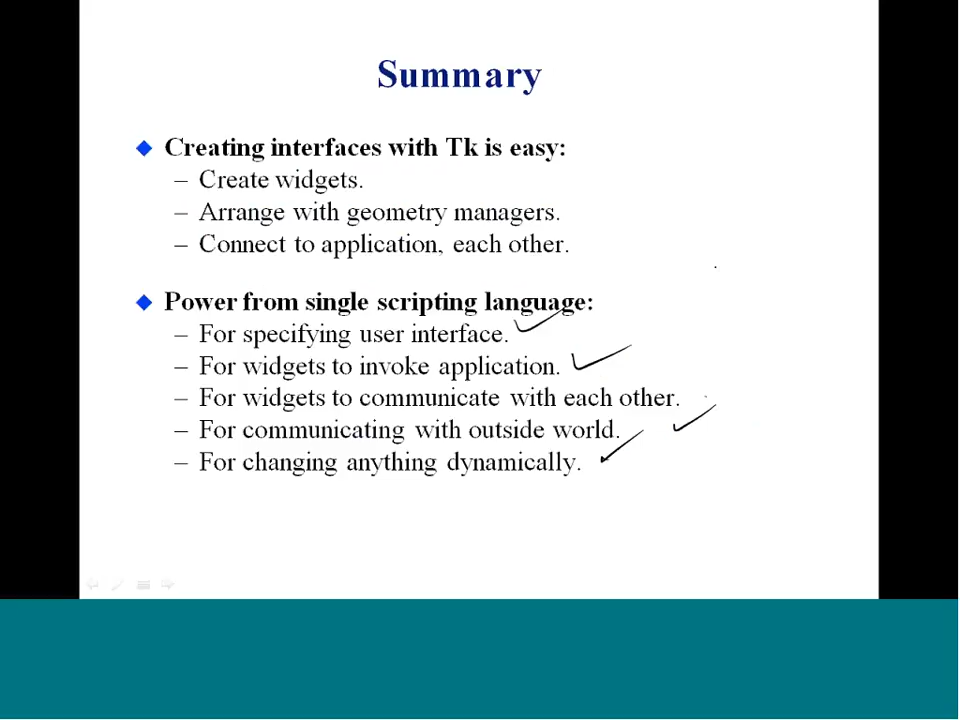 Summary
Creating interfaces with Tk is easy:
– Create widgets.
– Arrange with geometry managers.
– Connect to application, each other.
Power from single scripting language:
– For specifying user interface.
– For widgets to invoke application.
– For widgets to communicate with each other.
– For communicating with outside world.
– For changing anything dynamically.